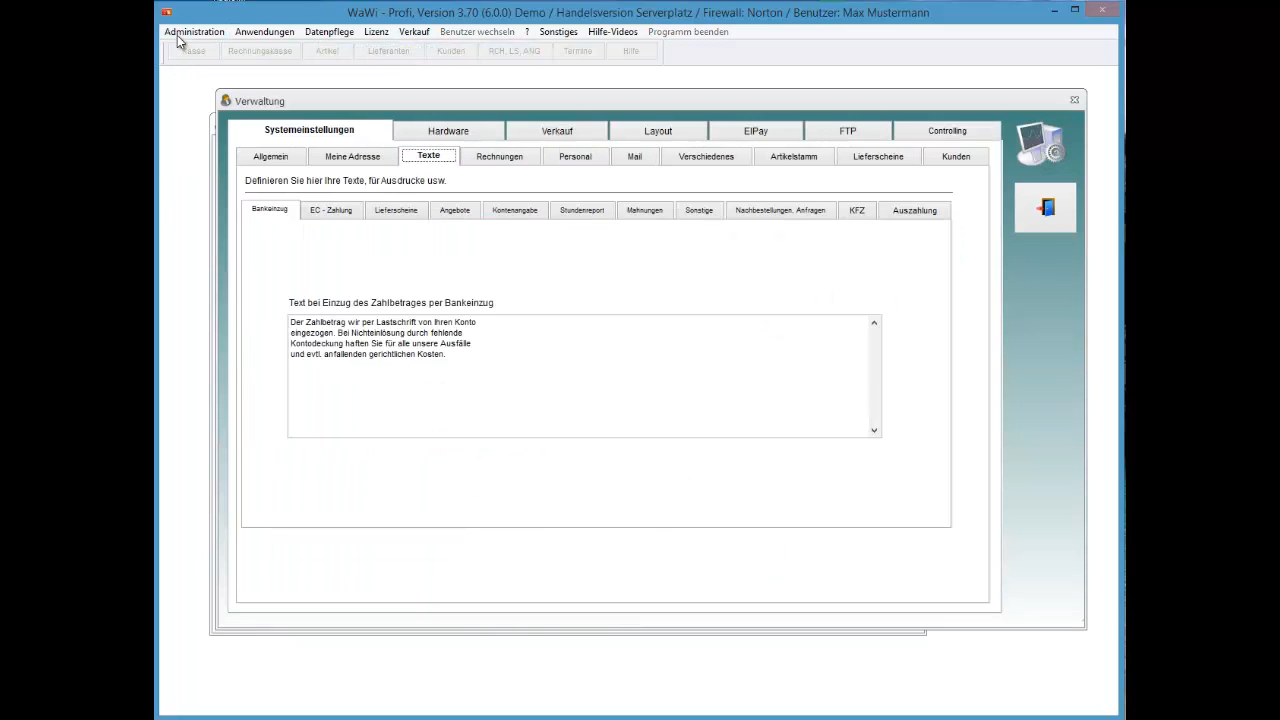 WaWi - Profi, Version 3.70 (6.0.0) Demo / Handelsversion Serverplatz / Firewall: Norton / Benutzer: Max Mustermann
Administration Anwendungen Datenpflege Lizenz Verkauf Benutzer wechseln ? Sonstiges Hilfe-Videos Programm beenden
Rechnungskasse Artikel Lieferanten Kunden RCH, LS, ANG Termine Hilfe
Verwaltung
Systemeinstellungen Hardware Verkauf Layout ElPay FTP Controlling
Allgemein Meine Adresse Texte Rechnungen Personal Mail Verschiedenes Artikelstamm Lieferscheine Kunden
Definieren Sie hier Ihre Texte, für Ausdrucke usw.
Bankeinzug EC - Zahlung Lieferscheine Angebote Kontenangabe Stundenreport Mahnungen Sonstige Nachbestellungen, Anfragen KFZ Auszahlung
Text bei Einzug des Zahlbetrages per Bankeinzug
Der Zahlbetrag wir per Lastschrift von Ihren Konto
eingezogen. Bei Nichteinlösung durch fehlende
Kontodeckung haften Sie für alle unsere Ausfälle
und evtl. anfallenden gerichtlichen Kosten.